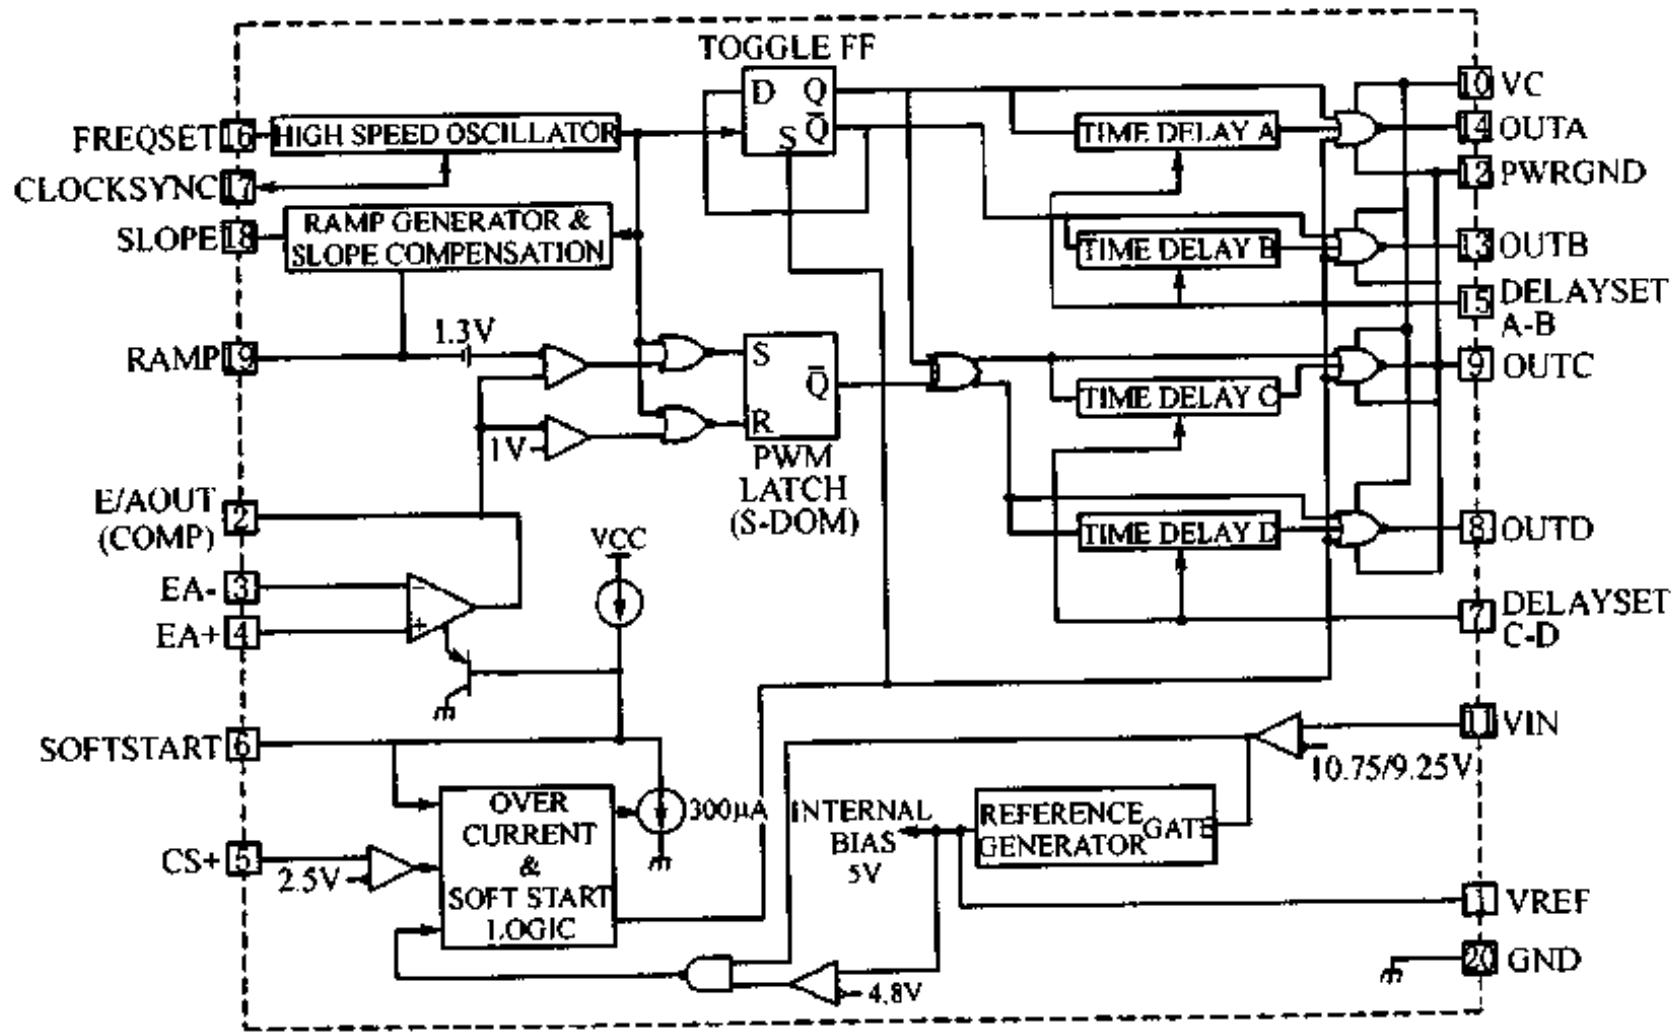 TOGGLE FF
D
Q
Q̅
S
FREQSET
16
HIGH SPEED OSCILLATOR
CLOCKSYNC
17
SLOPE
18
RAMP GENERATOR &
SLOPE COMPENSATION
RAMP
19
1.3V
1V
S
Q̅
R
PWM
LATCH
(S-DOM)
TIME DELAY A
TIME DELAY B
TIME DELAY C
TIME DELAY D
10
VC
14
OUTA
12
PWRGND
13
OUTB
15
DELAYSET
A-B
9
OUTC
8
OUTD
7
DELAYSET
C-D
E/AOUT
(COMP)
2
EA-
3
EA+
4
-
+
VCC
SOFTSTART
6
CS+
5
2.5V
OVER
CURRENT
&
SOFT START
LOGIC
300μA
INTERNAL
BIAS
5V
REFERENCE
GENERATOR
GATE
11
VIN
10.75/9.25V
1
VREF
20
GND
4.8V